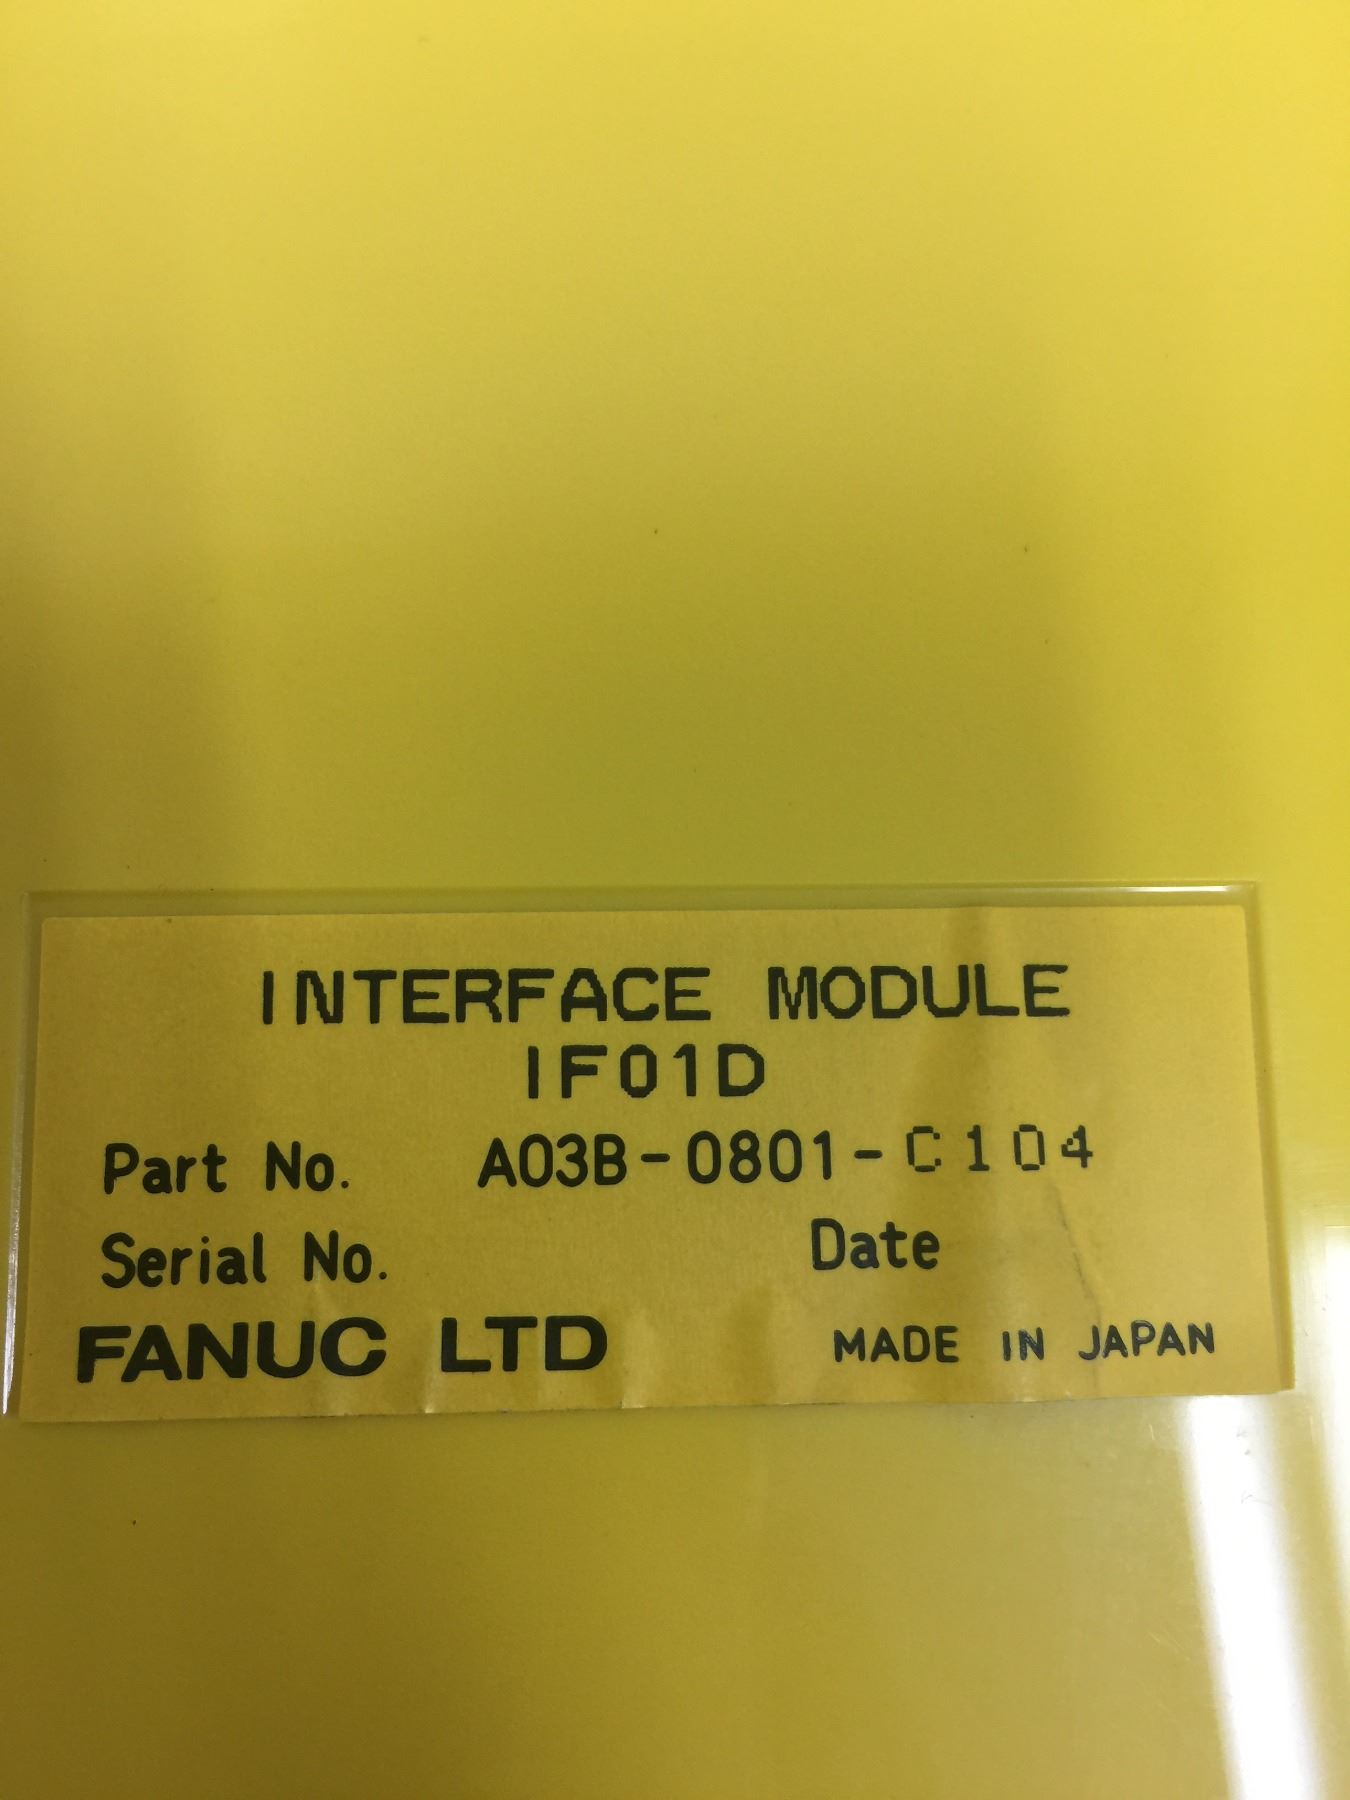 INTERFACE MODULE
IF01D
Part No. A03B-0801-C104
Serial No. Date
FANUC LTD MADE IN JAPAN